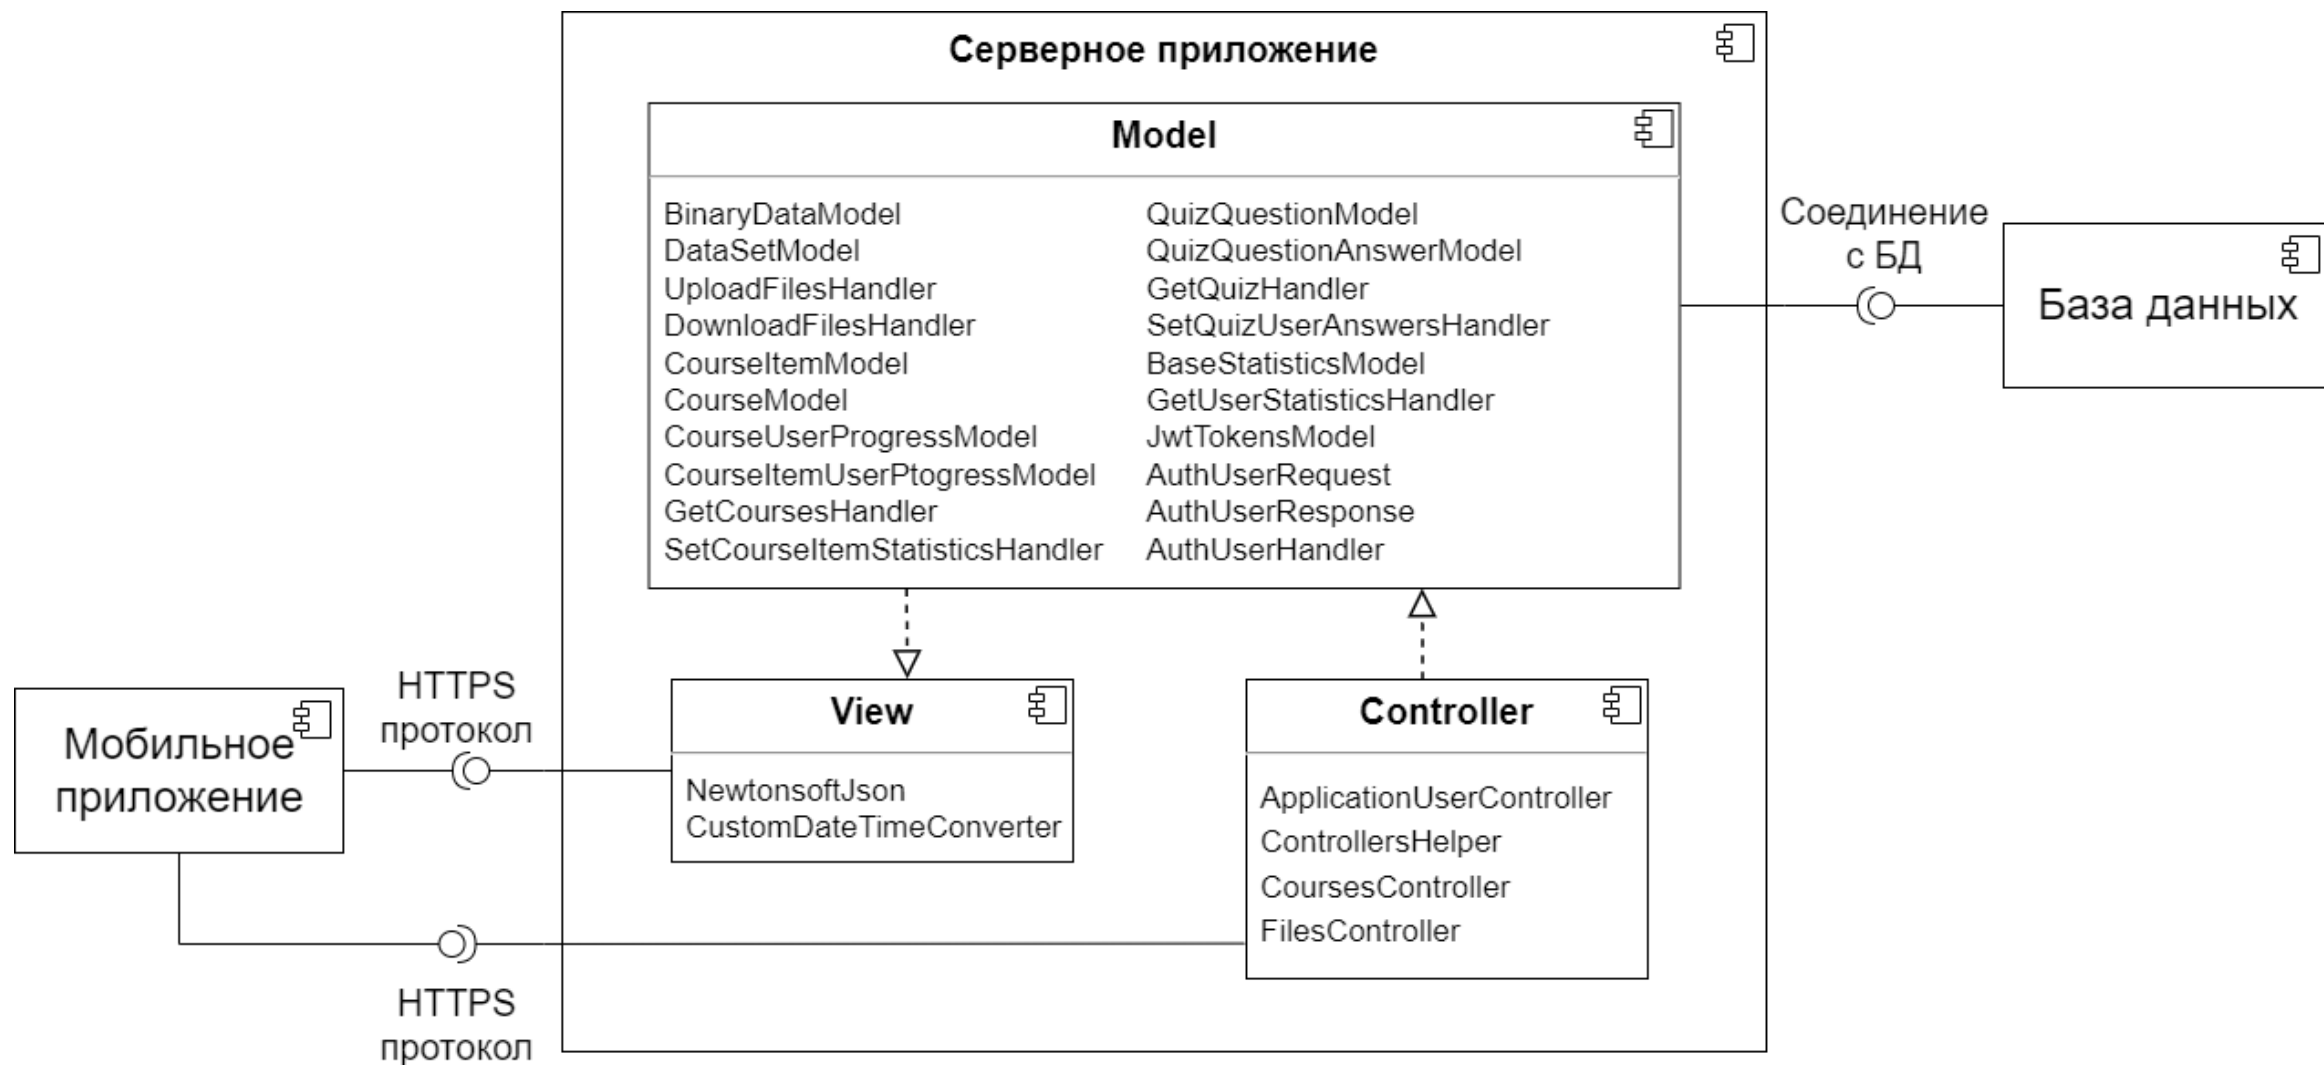 Серверное приложение
Model
BinaryDataModel
DataSetModel
UploadFilesHandler
DownloadFilesHandler
CourseItemModel
CourseModel
CourseUserProgressModel
CourseItemUserPtogressModel
GetCoursesHandler
SetCourseItemStatisticsHandler
QuizQuestionModel
QuizQuestionAnswerModel
GetQuizHandler
SetQuizUserAnswersHandler
BaseStatisticsModel
GetUserStatisticsHandler
JwtTokensModel
AuthUserRequest
AuthUserResponse
AuthUserHandler
Соединение
с БД
База данных
Мобильное
приложение
HTTPS
протокол
View
NewtonsoftJson
CustomDateTimeConverter
Controller
ApplicationUserController
ControllersHelper
CoursesController
FilesController
HTTPS
протокол